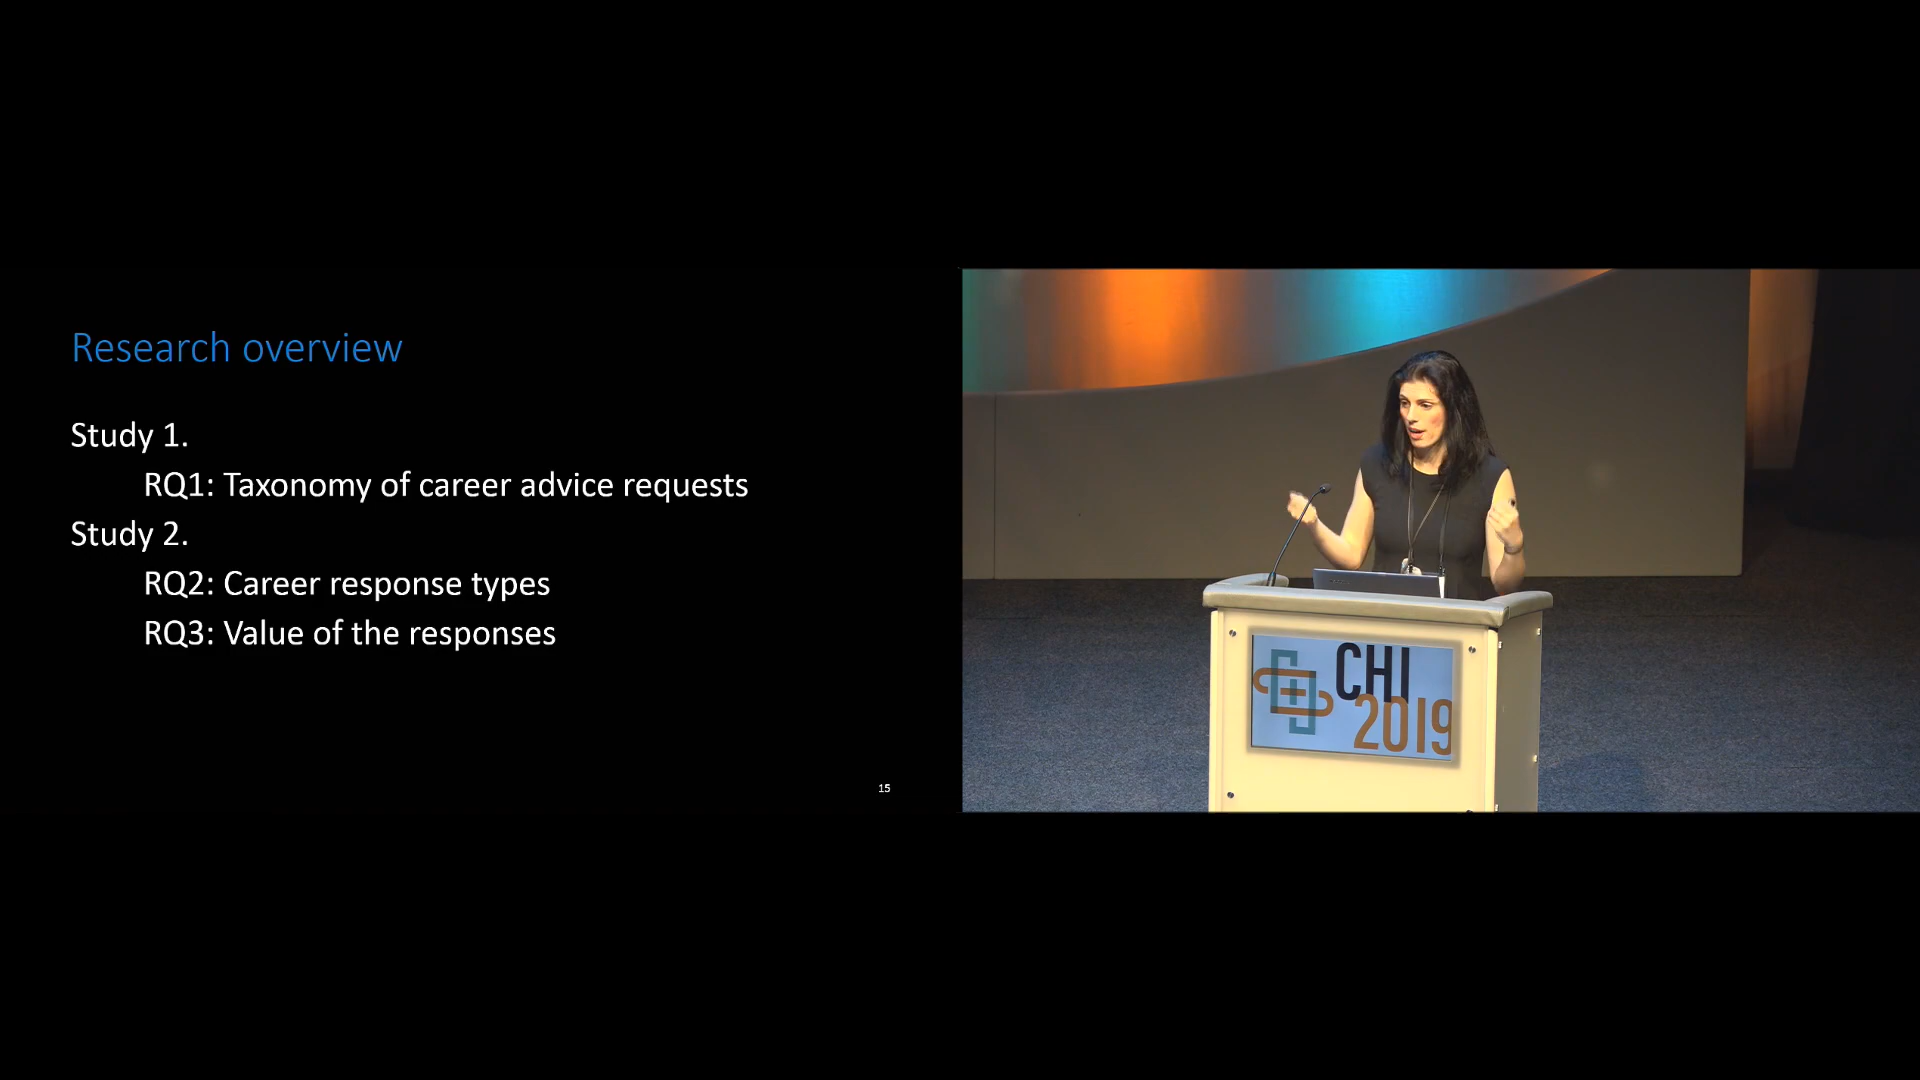 Research overview
Study 1.
RQ1: Taxonomy of career advice requests
Study 2.
RQ2: Career response types
RQ3: Value of the responses
15
CHI
2019